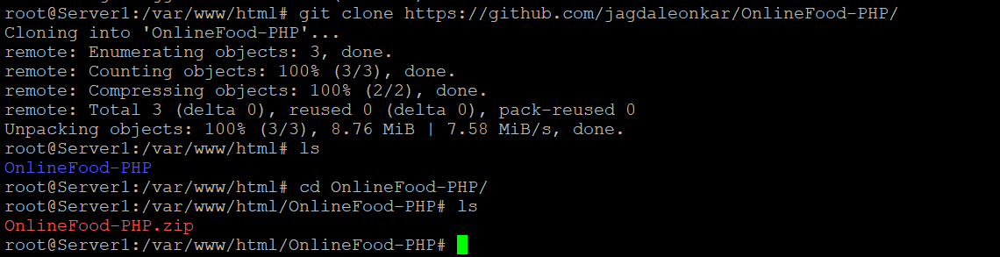 root@Server1:/var/www/html# git clone https://github.com/jagdaleonkar/OnlineFood-PHP/
Cloning into 'OnlineFood-PHP'...
remote: Enumerating objects: 3, done.
remote: Counting objects: 100% (3/3), done.
remote: Compressing objects: 100% (2/2), done.
remote: Total 3 (delta 0), reused 0 (delta 0), pack-reused 0
Unpacking objects: 100% (3/3), 8.76 MiB | 7.58 MiB/s, done.
root@Server1:/var/www/html# ls
OnlineFood-PHP
root@Server1:/var/www/html# cd OnlineFood-PHP/
root@Server1:/var/www/html/OnlineFood-PHP# ls
OnlineFood-PHP.zip
root@Server1:/var/www/html/OnlineFood-PHP#